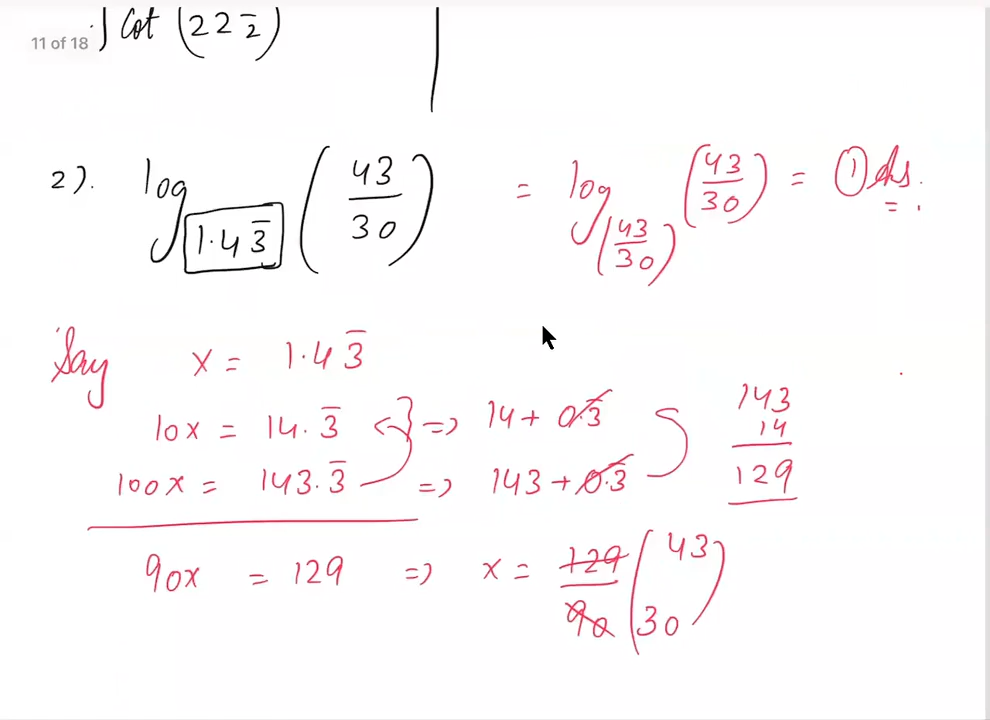 11 of 18
∫ Cot (22 1/2)
2). log_{1.43̅} (43/30) = log_{(43/30)} (43/30) = ① Ans.
Say x = 1.43̅
10x = 14.3̅ => 14 + 0.3̅
100x = 143.3̅ => 143 + 0.3̅
143
14
129
90x = 129 => x = 129/90 (43/30)